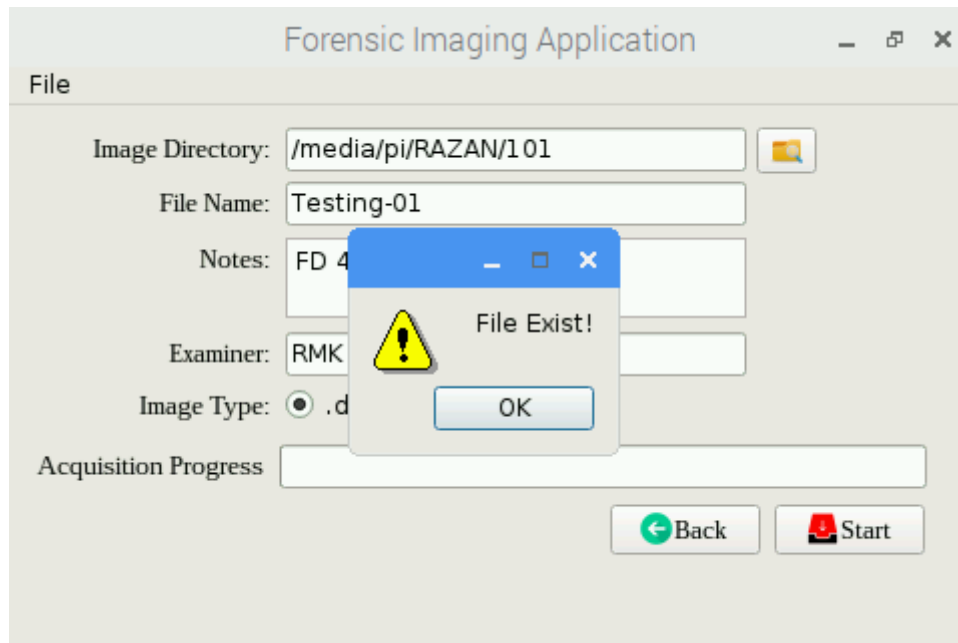 Forensic Imaging Application
File
Image Directory: /media/pi/RAZAN/101
File Name: Testing-01
Notes: FD 4
File Exist!
Examiner: RMK
OK
Image Type: .d
Acquisition Progress
Back Start